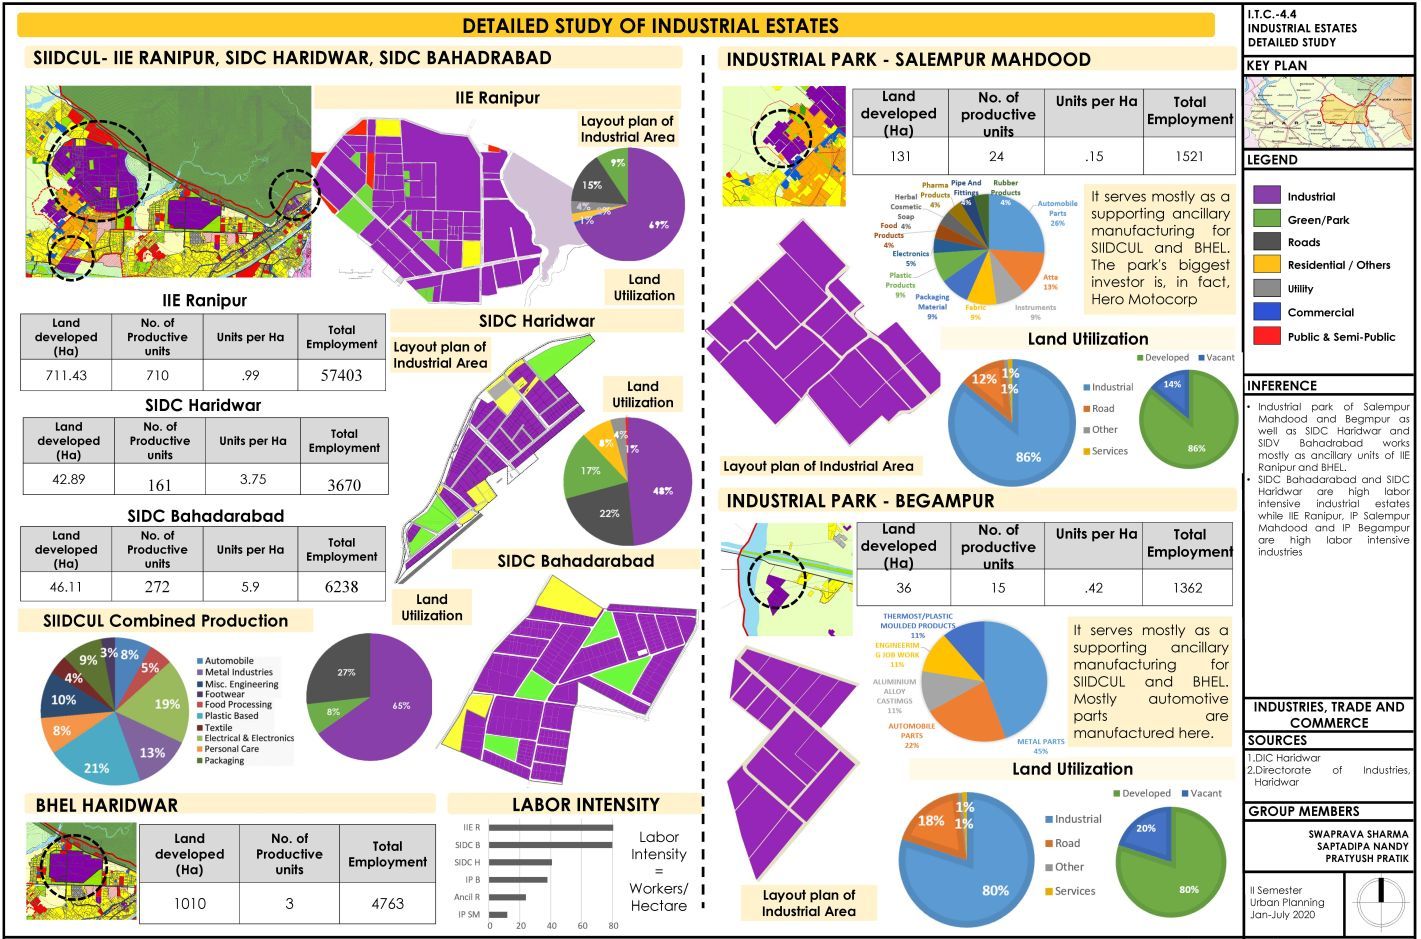 DETAILED STUDY OF INDUSTRIAL ESTATES
SIIDCUL- IIE RANIPUR, SIDC HARIDWAR, SIDC BAHADRABAD
IIE Ranipur
Layout plan of
Industrial Area
9%
15%
4%
1%
69%
Land
Utilization
IIE Ranipur
Land
developed
(Ha)
No. of
Productive
units
Units per Ha
Total
Employment
711.43
710
.99
57403
SIDC Haridwar
Land
developed
(Ha)
No. of
Productive
units
Units per Ha
Total
Employment
42.89
161
3.75
3670
SIDC Bahadarabad
Land
developed
(Ha)
No. of
Productive
units
Units per Ha
Total
Employment
46.11
272
5.9
6238
SIDC Haridwar
Layout plan of
Industrial Area
Land
Utilization
4%
8%
1%
17%
48%
22%
SIDC Bahadarabad
Land
Utilization
27%
8%
65%
SIIDCUL Combined Production
3%
8%
9%
5%
4%
10%
19%
8%
13%
21%
Automobile
Metal Industries
Misc. Engineering
Footwear
Food Processing
Plastic Based
Textile
Electrical & Electronics
Personal Care
Packaging
BHEL HARIDWAR
Land
developed
(Ha)
No. of
Productive
units
Total
Employment
1010
3
4763
LABOR INTENSITY
IIE R
SIDC B
SIDC H
IP B
Ancil R
IP SM
0 20 40 60 80
Labor
Intensity
=
Workers/
Hectare
INDUSTRIAL PARK - SALEMPUR MAHDOOD
Land
developed
(Ha)
No. of
productive
units
Units per Ha
Total
Employment
131
24
.15
1521
Pharma
Products
4%
Pipe And
Fittings
4%
Rubber
Products
4%
Herbal
Cosmetic
Soap
4%
Automobile
Parts
26%
Food
Products
4%
Electronics
5%
Plastic
Products
9%
Atta
13%
Packaging
Material
9%
Fabric
9%
Instruments
9%
It serves mostly as a
supporting ancillary
manufacturing for
SIIDCUL and BHEL.
The park's biggest
investor is, in fact,
Hero Motocorp
Layout plan of Industrial Area
Land Utilization
12%
1%
1%
86%
Industrial
Road
Other
Services
Developed
Vacant
14%
86%
INDUSTRIAL PARK - BEGAMPUR
Land
developed
(Ha)
No. of
productive
units
Units per Ha
Total
Employment
36
15
.42
1362
THERMOST/PLASTIC
MOULDED PRODUCTS
11%
ENGINEERIN
G JOB WORK
11%
ALUMINIUM
ALLOY
CASTIMGS
11%
AUTOMOBILE
PARTS
22%
METAL PARTS
45%
It serves mostly as a
supporting ancillary
manufacturing for
SIIDCUL and BHEL.
Mostly automotive
parts are
manufactured here.
Layout plan of
Industrial Area
Land Utilization
18%
1%
1%
80%
Industrial
Road
Other
Services
Developed
Vacant
20%
80%
I.T.C.-4.4
INDUSTRIAL ESTATES
DETAILED STUDY
KEY PLAN
LEGEND
Industrial
Green/Park
Roads
Residential / Others
Utility
Commercial
Public & Semi-Public
INFERENCE
• Industrial park of Salempur
Mahdood and Begmpur as
well as SIDC Haridwar and
SIDV Bahadrabad works
mostly as ancillary units of IIE
Ranipur and BHEL.
• SIDC Bahadarabad and SIDC
Haridwar are high labor
intensive industrial estates
while IIE Ranipur, IP Salempur
Mahdood and IP Begampur
are high labor intensive
industries
INDUSTRIES, TRADE AND
COMMERCE
SOURCES
1.DIC Haridwar
2.Directorate of Industries,
Haridwar
GROUP MEMBERS
SWAPRAVA SHARMA
SAPTADIPA NANDY
PRATYUSH PRATIK
II Semester
Urban Planning
Jan-July 2020